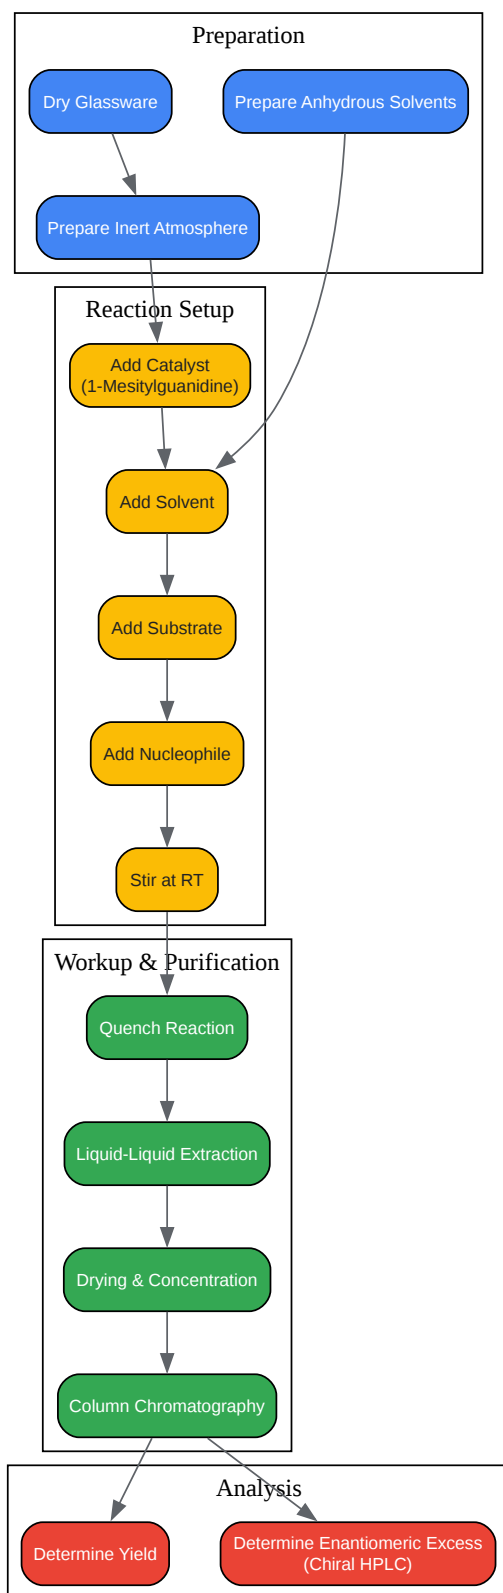 Preparation
Dry Glassware
Prepare Anhydrous Solvents
Prepare Inert Atmosphere
Reaction Setup
Add Catalyst
(1-Mesitylguanidine)
Add Solvent
Add Substrate
Add Nucleophile
Stir at RT
Workup & Purification
Quench Reaction
Liquid-Liquid Extraction
Drying & Concentration
Column Chromatography
Analysis
Determine Yield
Determine Enantiomeric Excess
(Chiral HPLC)